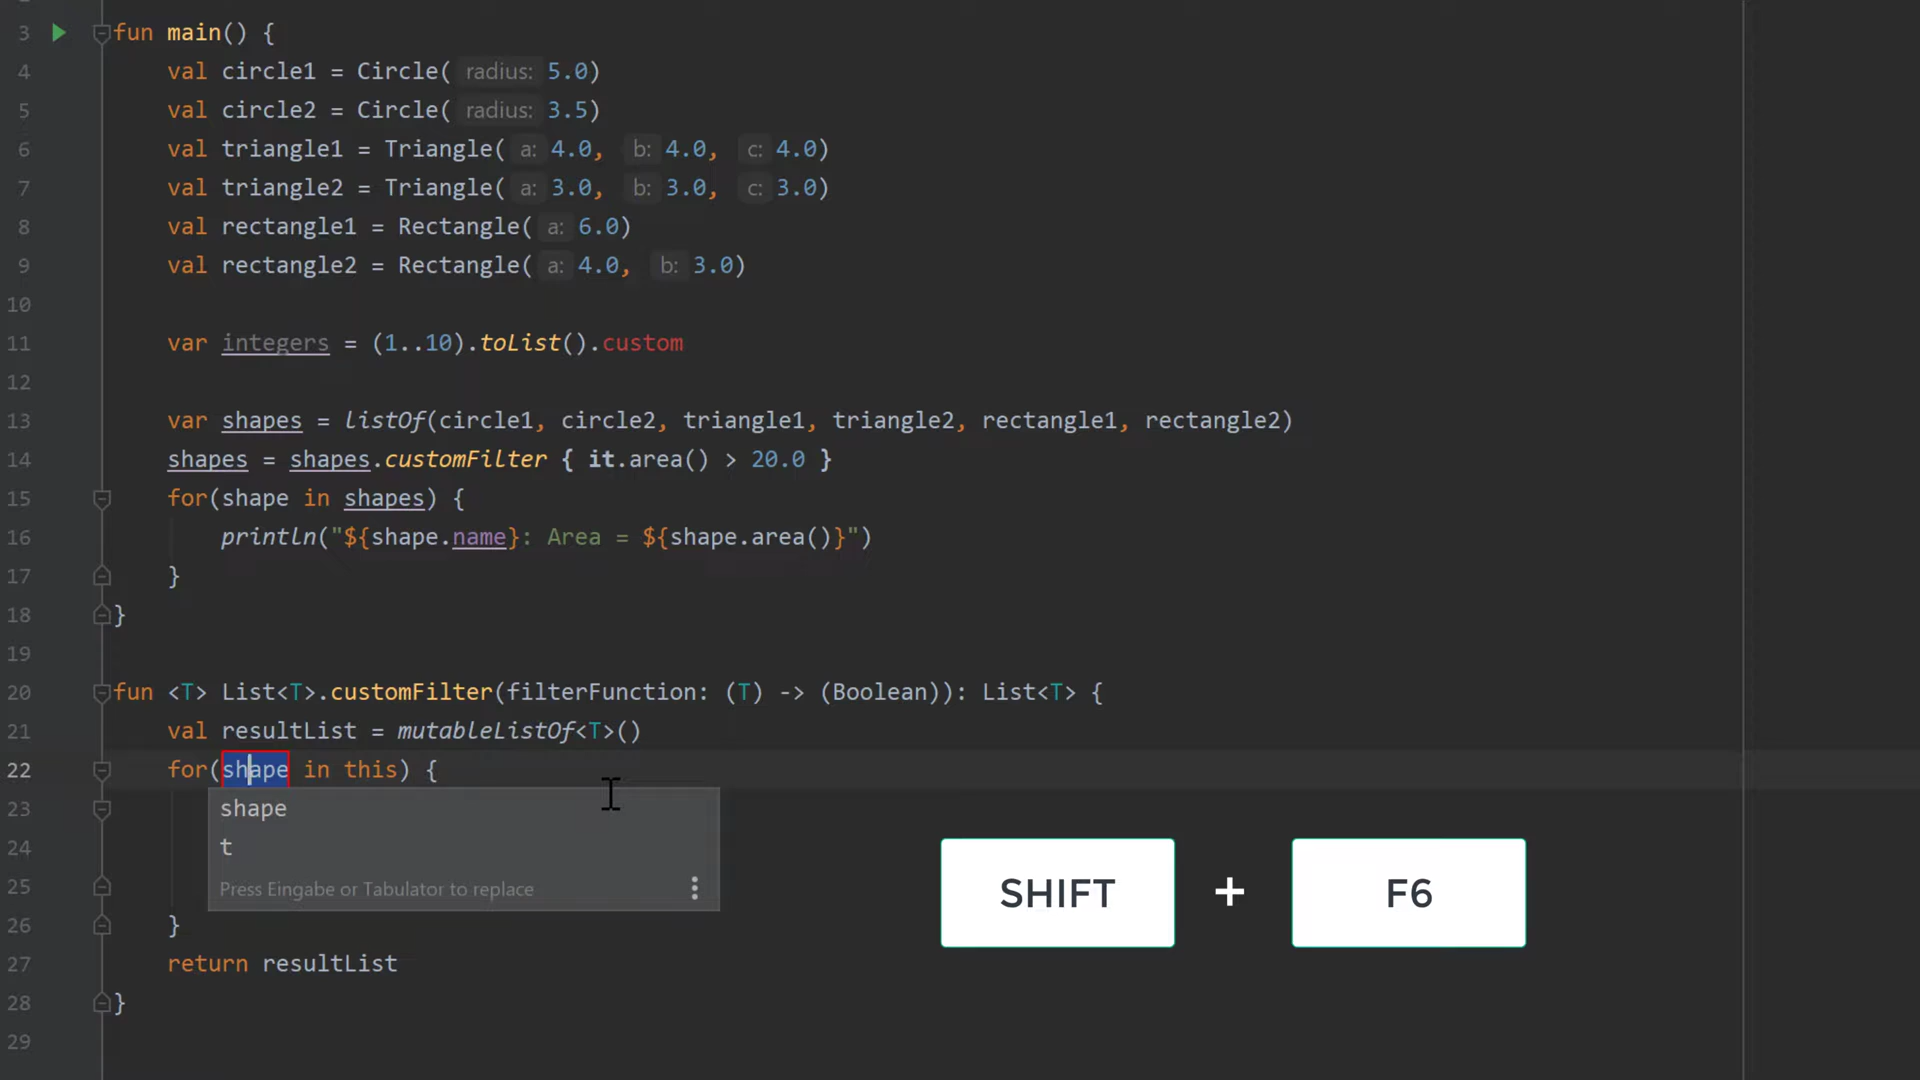 3 fun main() {
4 val circle1 = Circle( radius: 5.0)
5 val circle2 = Circle( radius: 3.5)
6 val triangle1 = Triangle( a: 4.0, b: 4.0, c: 4.0)
7 val triangle2 = Triangle( a: 3.0, b: 3.0, c: 3.0)
8 val rectangle1 = Rectangle( a: 6.0)
9 val rectangle2 = Rectangle( a: 4.0, b: 3.0)
10
11 var integers = (1..10).toList().custom
12
13 var shapes = listOf(circle1, circle2, triangle1, triangle2, rectangle1, rectangle2)
14 shapes = shapes.customFilter { it.area() > 20.0 }
15 for(shape in shapes) {
16 println("${shape.name}: Area = ${shape.area()}")
17 }
18 }
19
20 fun <T> List<T>.customFilter(filterFunction: (T) -> (Boolean)): List<T> {
21 val resultList = mutableListOf<T>()
22 for(shape in this) {
23 shape
24 t
25 Press Eingabe or Tabulator to replace
SHIFT + F6
26 }
27 return resultList
28 }
29